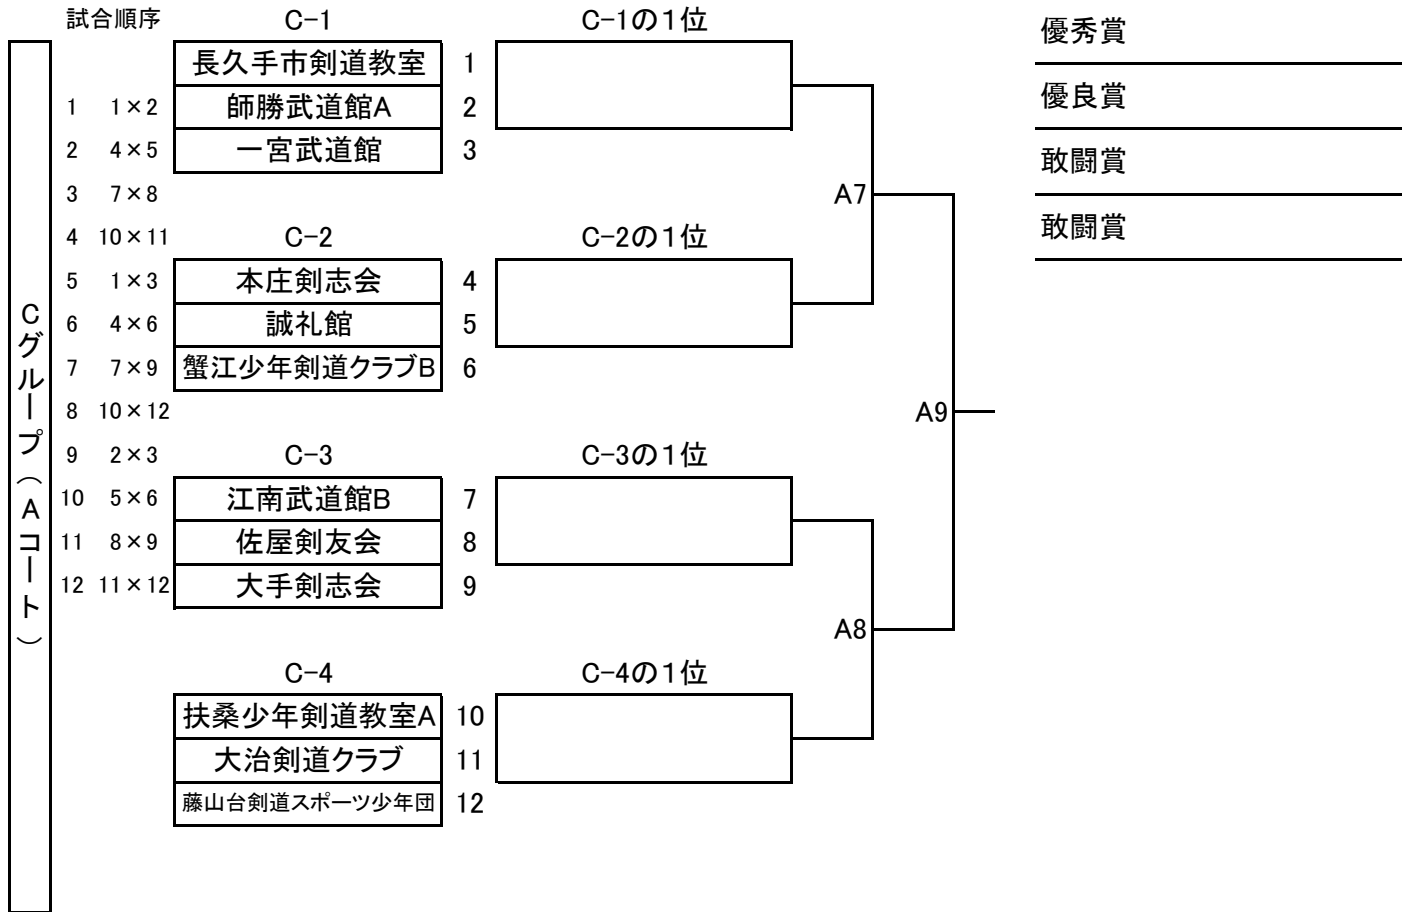 試合順序 C-1 C-1の1位 優秀賞
長久手市剣道教室 1
優良賞
1 1×2 師勝武道館A 2
2 4×5 一宮武道館 3 敢闘賞
3 7×8 A7
敢闘賞
4 10×11 C-2 C-2の1位
5 1×3 本庄剣志会 4
6 4×6 誠礼館 5
7 7×9 蟹江少年剣道クラブB 6
8 10×12 A9
9 2×3 C-3 C-3の1位
10 5×6 江南武道館B 7
11 8×9 佐屋剣友会 8
12 11×12 大手剣志会 9
A8
C-4 C-4の1位
扶桑少年剣道教室A 10
大治剣道クラブ 11
藤山台剣道スポーツ少年団 12
Cグループ(Aコート)